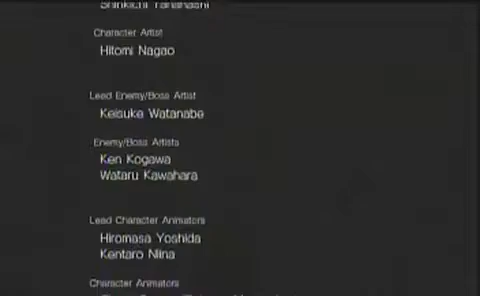 Shinkichi
Character Artist
Hitomi Nagao
Lead Enemy/Boss Artist
Keisuke Watanabe
Enemy/Boss Artists
Ken Kogawa
Wataru Kawahara
Lead Character Animators
Hiromasa Yoshida
Kentaro Niina
Character Animators